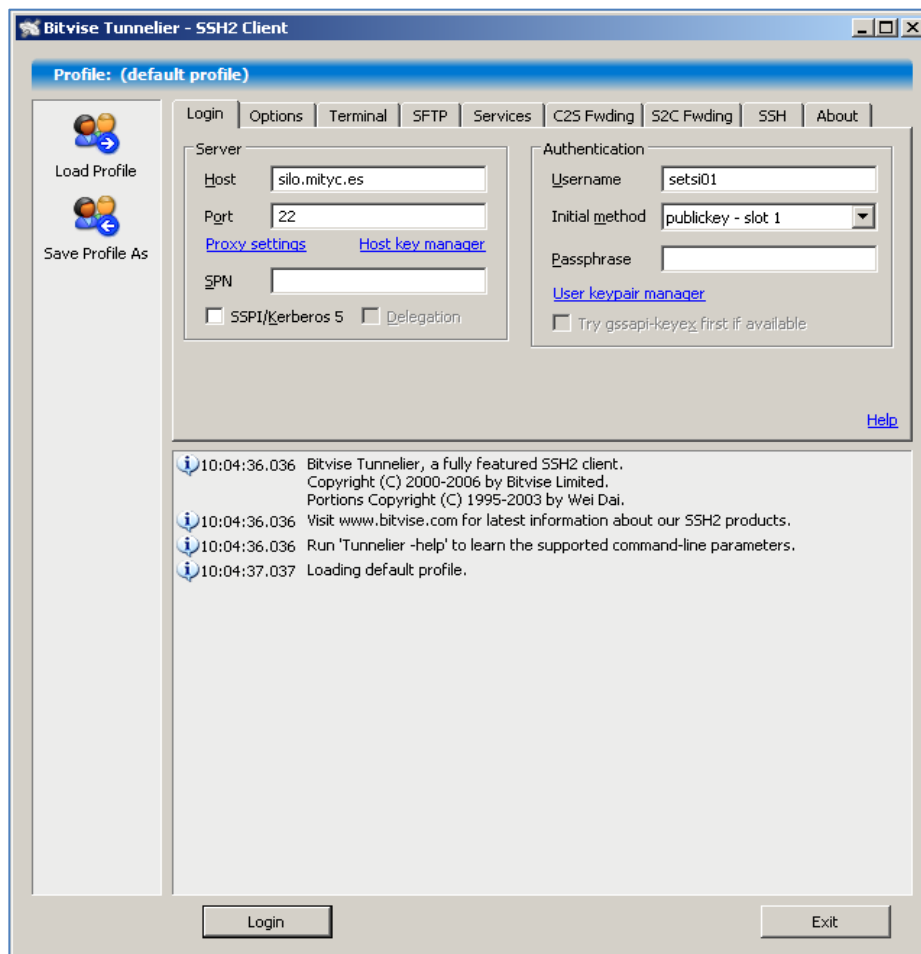 Bitvise Tunnelier - SSH2 Client
Profile: (default profile)
Load Profile
Save Profile As
Login Options Terminal SFTP Services C2S Fwding S2C Fwding SSH About
Server
Host silo.mityc.es
Port 22
Proxy settings Host key manager
SPN
SSPI/Kerberos 5 Delegation
Authentication
Username setsi01
Initial method publickey - slot 1
Passphrase
User keypair manager
Try gssapi-keyex first if available
Help
10:04:36.036 Bitvise Tunnelier, a fully featured SSH2 client.
Copyright (C) 2000-2006 by Bitvise Limited.
Portions Copyright (C) 1995-2003 by Wei Dai.
10:04:36.036 Visit www.bitvise.com for latest information about our SSH2 products.
10:04:36.036 Run 'Tunnelier -help' to learn the supported command-line parameters.
10:04:37.037 Loading default profile.
Login Exit